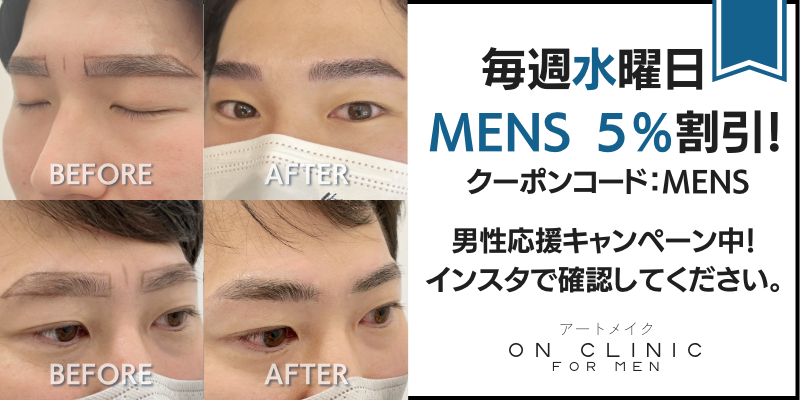 BEFORE
AFTER
BEFORE
AFTER
毎週水曜日
MENS 5%割引!
クーポンコード:MENS
男性応援キャンペーン中!
インスタで確認してください。
アートメイク
ON CLINIC
FOR MEN